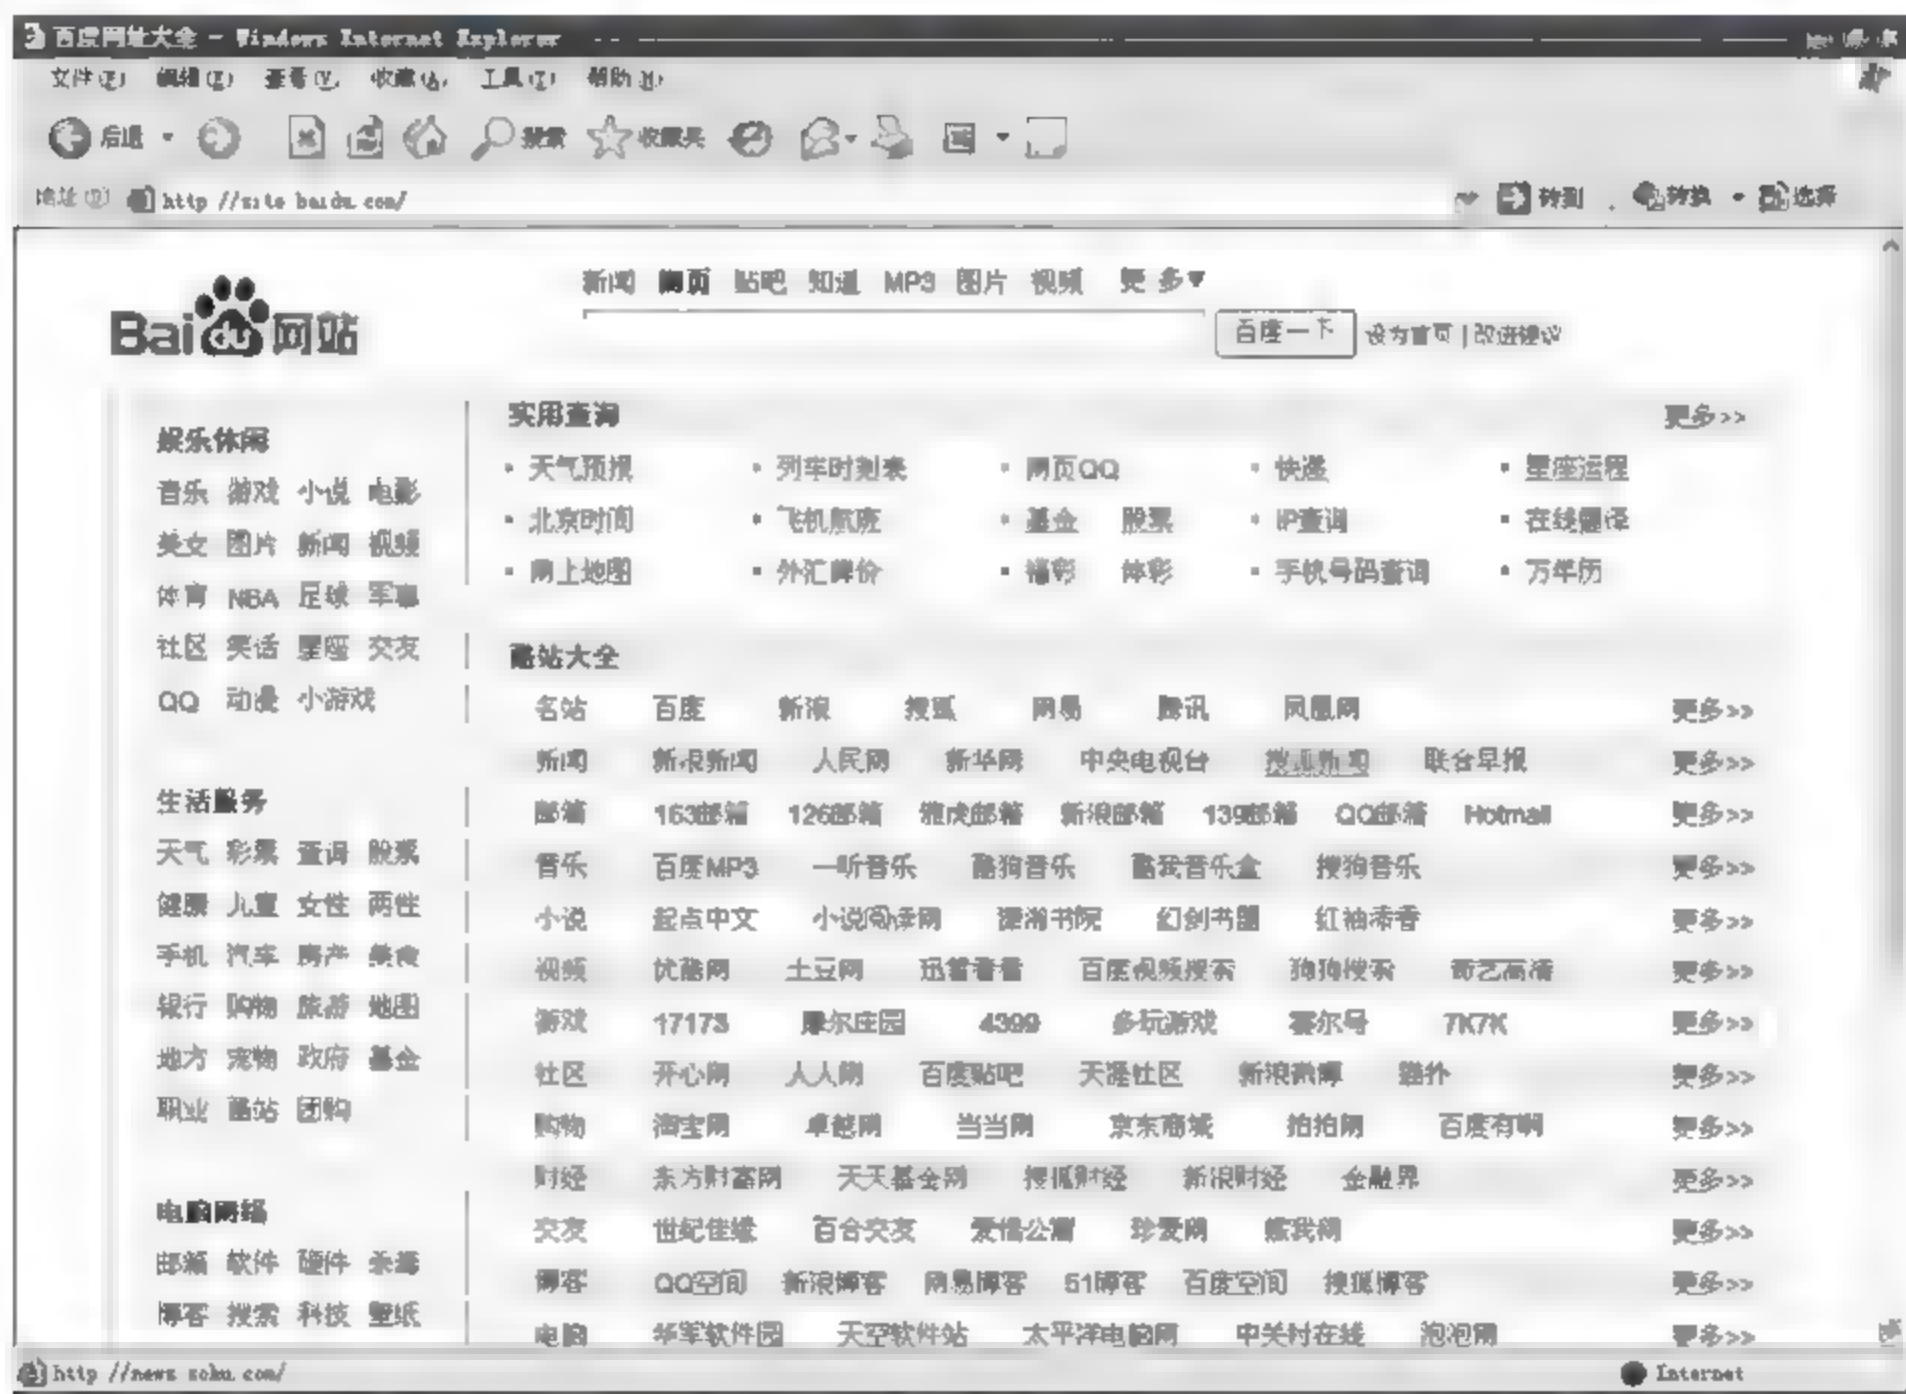 百度网址大全 - Windows Internet Explorer
文件(F) 编辑(E) 查看(V) 收藏(A) 工具(T) 帮助(H)
后退 搜索 收藏夹
地址(D) http://site.baidu.com/ 转到 转换 选择
新闻 网页 贴吧 知道 MP3 图片 视频 更多▼
Baidu网站 百度一下 设为首页 | 改进建议
娱乐休闲
音乐 游戏 小说 电影
美女 图片 新闻 视频
体育 NBA 足球 军事
社区 笑话 星座 交友
QQ 动漫 小游戏
生活服务
天气 彩票 查询 股票
健康 儿童 女性 两性
手机 汽车 房产 美食
银行 购物 旅游 地图
地方 宠物 政府 基金
职业 酷站 团购
电脑网络
邮箱 软件 硬件 杀毒
博客 搜索 科技 壁纸
实用查询 更多>>
▪ 天气预报 ▪ 列车时刻表 ▪ 网页QQ ▪ 快递 ▪ 星座运程
▪ 北京时间 ▪ 飞机航班 ▪ 基金 股票 ▪ IP查询 ▪ 在线翻译
▪ 网上地图 ▪ 外汇牌价 ▪ 福彩 体彩 ▪ 手机号码查询 ▪ 万年历
酷站大全
名站 百度 新浪 搜狐 网易 腾讯 凤凰网 更多>>
新闻 新浪新闻 人民网 新华网 中央电视台 搜狐新闻 联合早报 更多>>
邮箱 163邮箱 126邮箱 雅虎邮箱 新浪邮箱 139邮箱 QQ邮箱 Hotmail 更多>>
音乐 百度MP3 一听音乐 酷狗音乐 酷我音乐盒 搜狗音乐 更多>>
小说 起点中文 小说阅读网 潇湘书院 幻剑书盟 红袖添香 更多>>
视频 优酷网 土豆网 迅雷看看 百度视频搜索 狗狗搜索 奇艺高清 更多>>
游戏 17173 摩尔庄园 4399 多玩游戏 赛尔号 7K7K 更多>>
社区 开心网 人人网 百度贴吧 天涯社区 新浪微博 猫扑 更多>>
购物 淘宝网 卓越网 当当网 京东商城 拍拍网 百度有啊 更多>>
财经 东方财富网 天天基金网 搜狐财经 新浪财经 金融界 更多>>
交友 世纪佳缘 百合交友 爱情公寓 珍爱网 嫁我网 更多>>
博客 QQ空间 新浪博客 网易博客 51博客 百度空间 搜狐博客 更多>>
电脑 华军软件园 天空软件站 太平洋电脑网 中关村在线 泡泡网 更多>>
http://news.sohu.com/ Internet